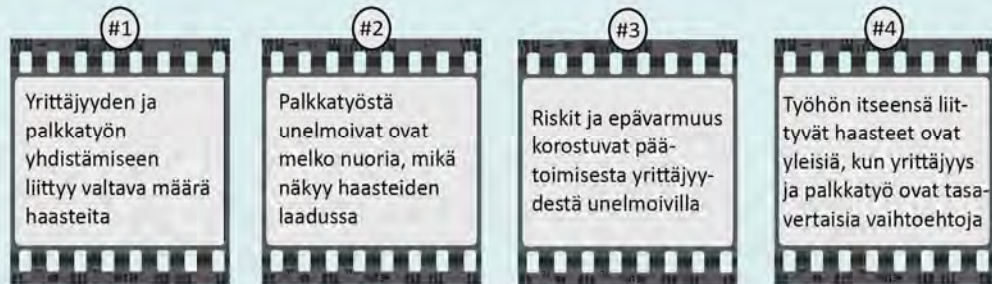 #1
Yrittäjyyden ja
palkkatyön
yhdistämiseen
liittyy valtava määrä
haasteita
#2
Palkkatyöstä
unelmoivat ovat
melko nuoria, mikä
näkyy haasteiden
laadussa
#3
Riskit ja epävarmuus
korostuvat pää-
toimisesta yrittäjyy-
destä unelmoivilla
#4
Työhön itseensä liit-
tyvät haasteet ovat
yleisiä, kun yrittäjyys
ja palkkatyö ovat tasa-
vertaisia vaihtoehtoja